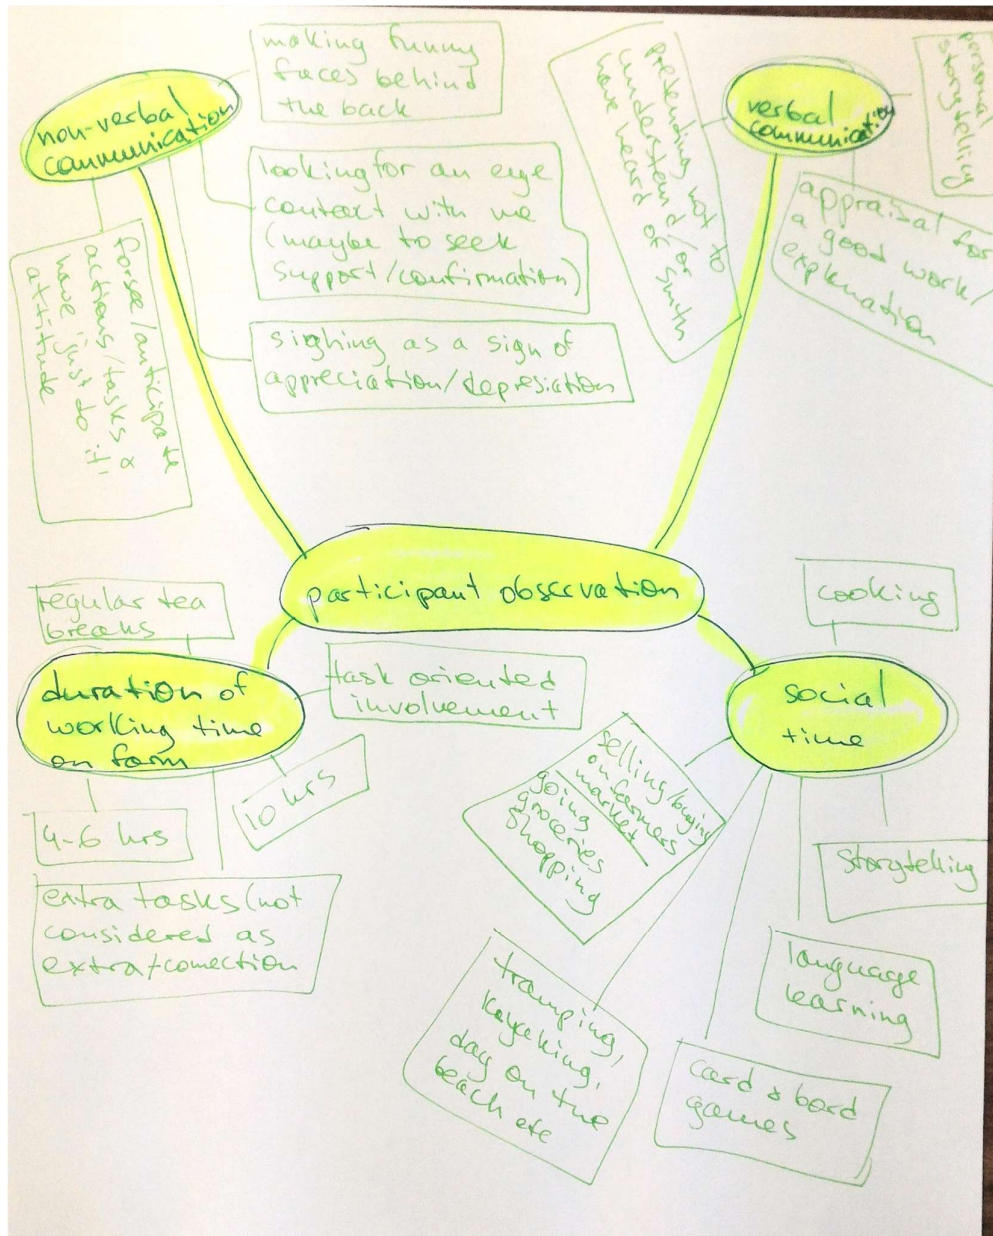 non-verbal
communication
making funny
faces behind
the back
looking for an eye
contact with me
(maybe to seek
support/confirmation)
sighing as a sign of
appreciation/depresiation
Forsee/anticipate
actions/tasks &
have 'just do it'
attitude
verbal
communication
pretending not to
understend/or
have heard of
smth
personal
storytelling
appraisal for
a good work/
explenation
participant observation
regular tea
breaks
duration of
working time
on farm
task oriented
involvement
10 hrs
4-6 hrs
extra tasks (not
considered as
extra/
social
time
cooking
selling/buying
on farmers
market
going
groceries
shopping
storytelling
language
learning
card & bord
games
tramping,
kayaking,
day on the
beach etc